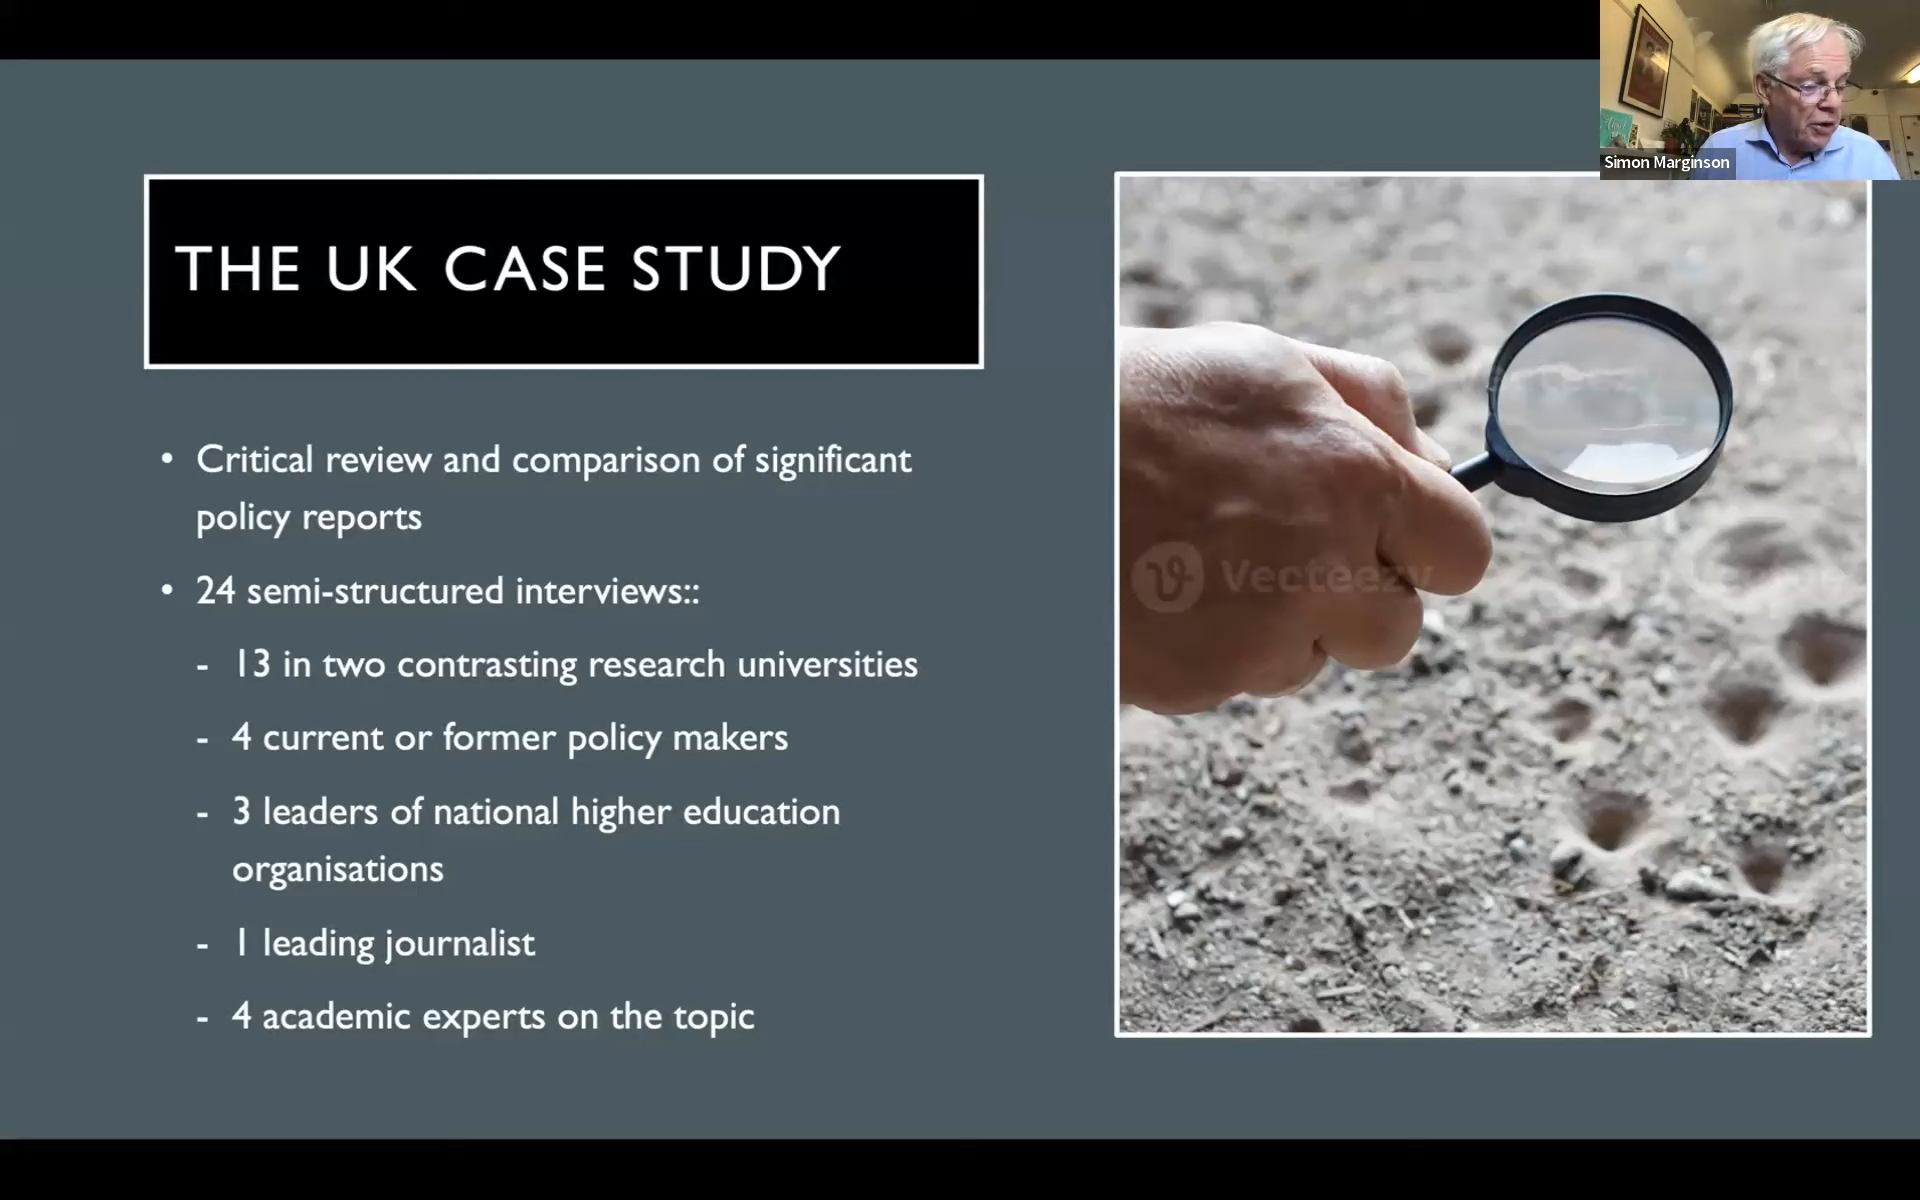 Simon Marginson
THE UK CASE STUDY
• Critical review and comparison of significant
policy reports
• 24 semi-structured interviews::
- 13 in two contrasting research universities
- 4 current or former policy makers
- 3 leaders of national higher education
organisations
- 1 leading journalist
- 4 academic experts on the topic
Vecteezy